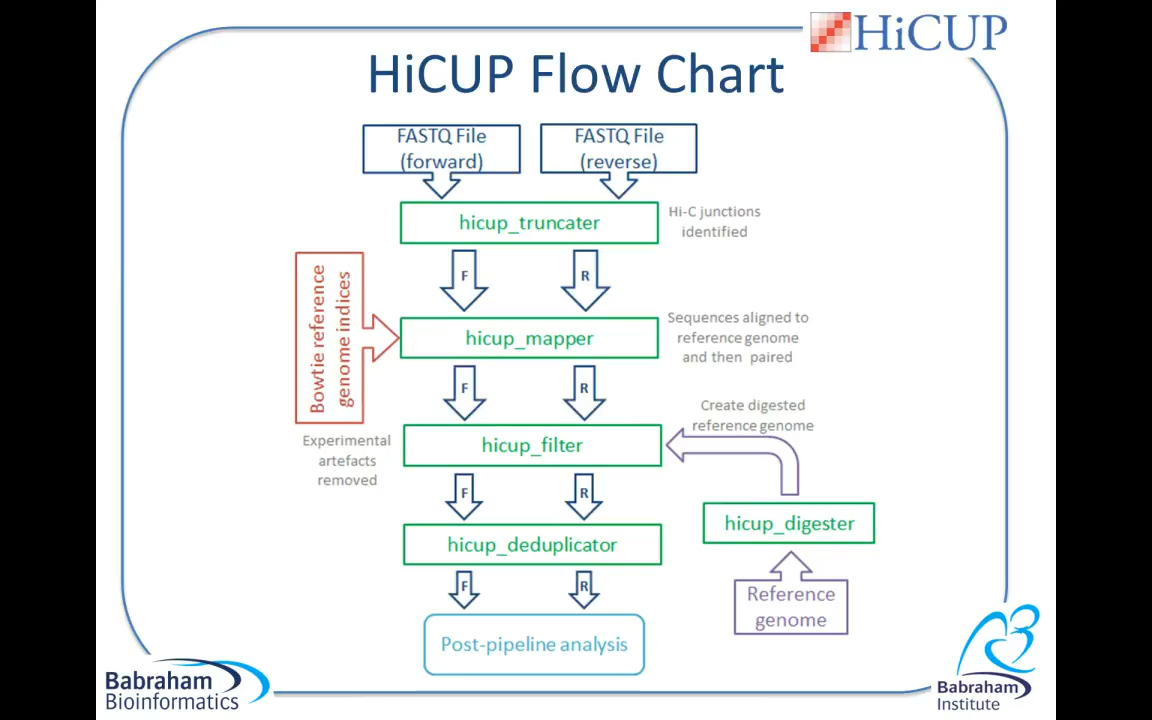 HiCUP
HiCUP Flow Chart
FASTQ File
(forward)
FASTQ File
(reverse)
hicup_truncater
Hi-C junctions
identified
F
R
Bowtie reference
genome indices
hicup_mapper
Sequences aligned to
reference genome
and then paired
F
R
Create digested
reference genome
Experimental
artefacts
removed
hicup_filter
F
R
hicup_digester
hicup_deduplicator
F
R
Reference
genome
Post-pipeline analysis
Babraham
Bioinformatics
Babraham
Institute